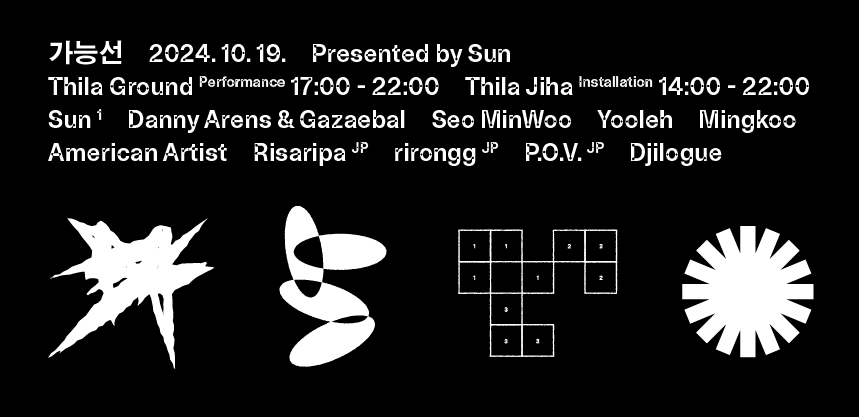 가능선 2024. 10. 19. Presented by Sun
Thila Ground Performance 17:00 - 22:00 Thila Jiha Installation 14:00 - 22:00
Sun i Danny Arens & Gazaebal Seo MinWoo Yooleh Mingkoo
American Artist Risaripa JP rirongg JP P.O.V. JP Djilogue
1 1 2 2
1 1 2
3
3 3